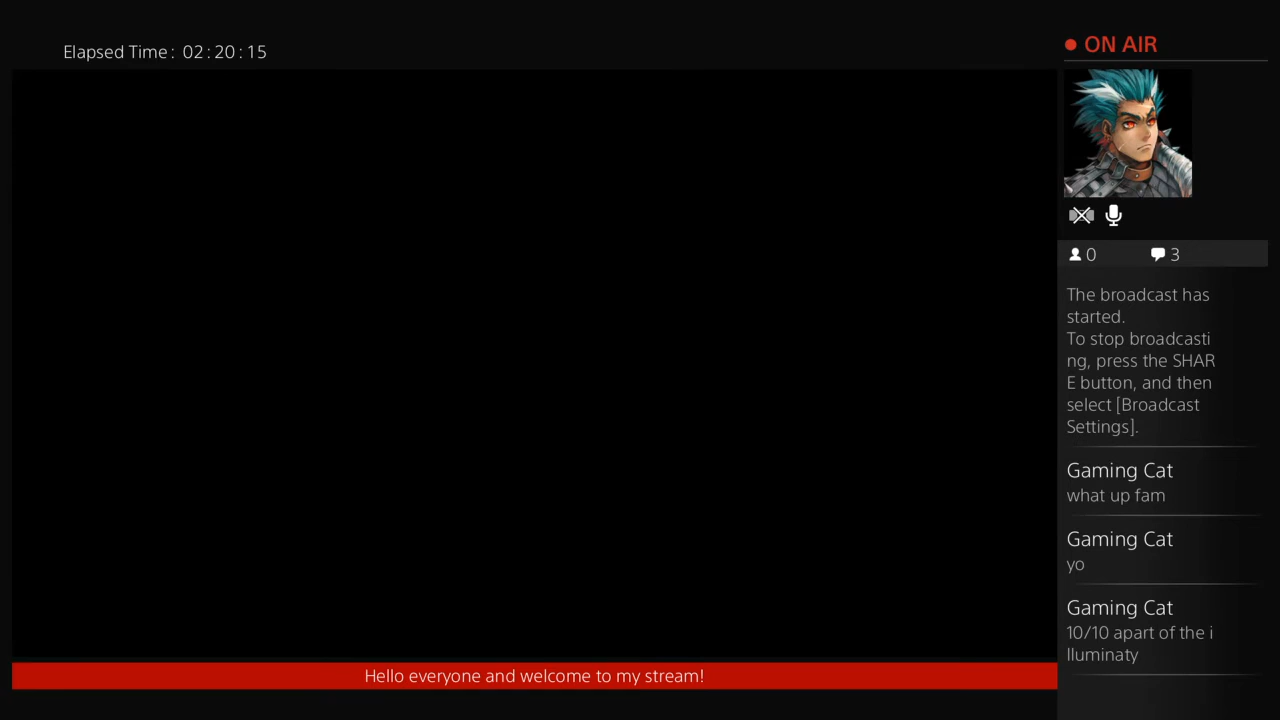 Elapsed Time: 02:20:15
ON AIR
0 3
The broadcast has
started.
To stop broadcasti
ng, press the SHAR
E button, and then
select [Broadcast
Settings].
Gaming Cat
what up fam
Gaming Cat
yo
Gaming Cat
10/10 apart of the i
lluminaty
Hello everyone and welcome to my stream!